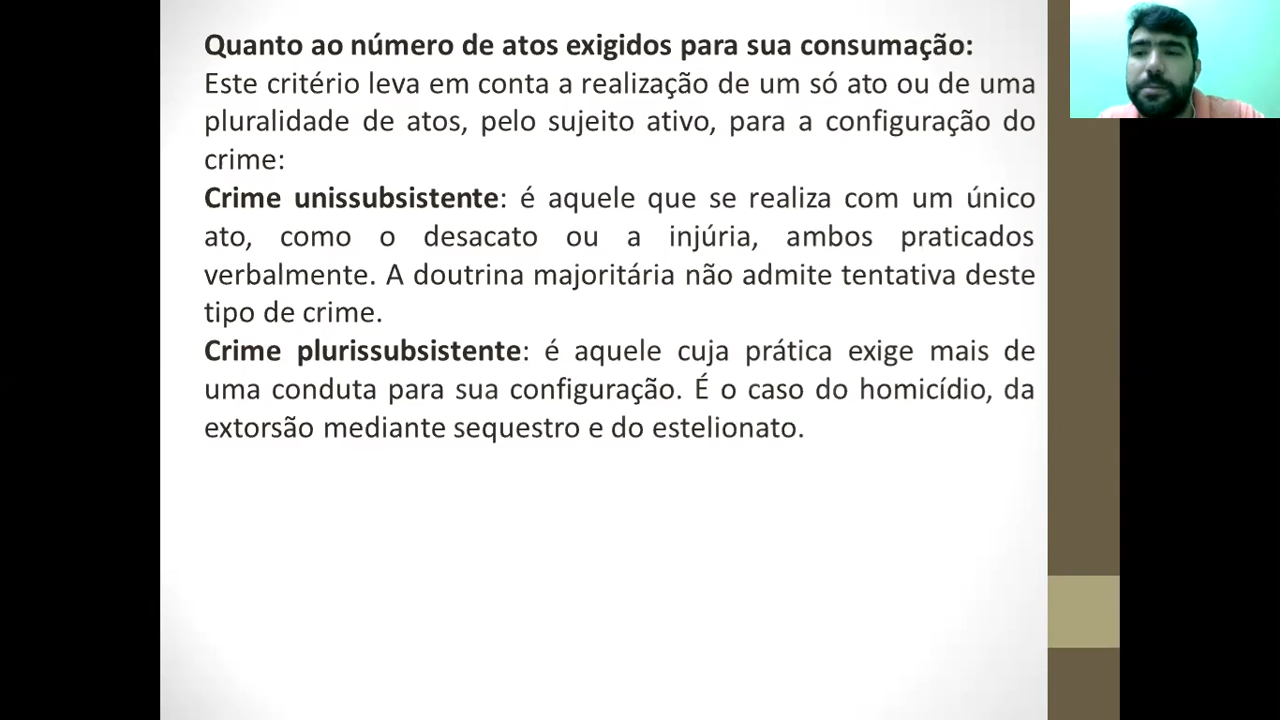 Quanto ao número de atos exigidos para sua consumação:
Este critério leva em conta a realização de um só ato ou de uma
pluralidade de atos, pelo sujeito ativo, para a configuração do
crime:
Crime unissubsistente: é aquele que se realiza com um único
ato, como o desacato ou a injúria, ambos praticados
verbalmente. A doutrina majoritária não admite tentativa deste
tipo de crime.
Crime plurissubsistente: é aquele cuja prática exige mais de
uma conduta para sua configuração. É o caso do homicídio, da
extorsão mediante sequestro e do estelionato.